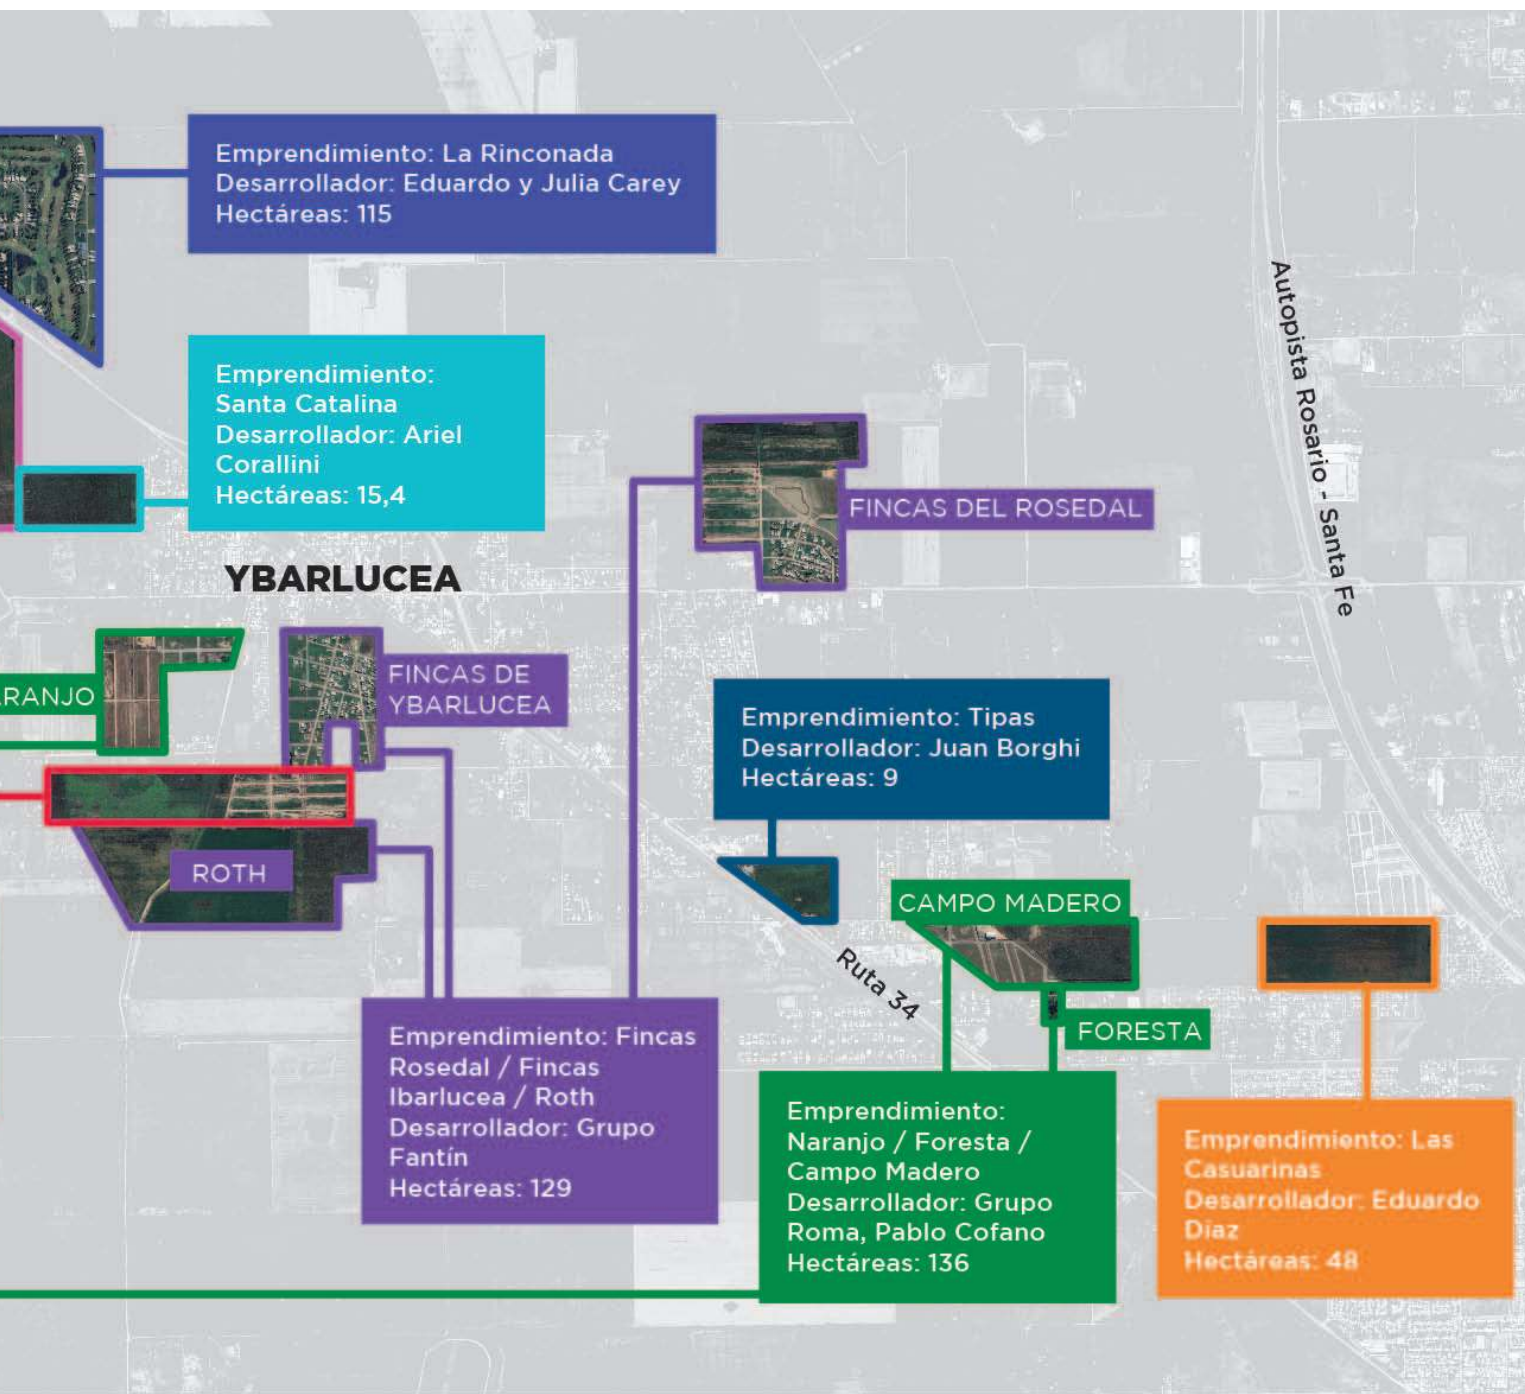 Emprendimiento: La Rinconada
Desarrollador: Eduardo y Julia Carey
Hectáreas: 115
Autopista Rosario - Santa Fe
Emprendimiento:
Santa Catalina
Desarrollador: Ariel
Corallini
Hectáreas: 15,4
FINCAS DEL ROSEDAL
YBARLUCEA
ARANJO
FINCAS DE
YBARLUCEA
Emprendimiento: Tipas
Desarrollador: Juan Borghi
Hectáreas: 9
ROTH
CAMPO MADERO
Ruta 34
FORESTA
Emprendimiento: Fincas
Rosedal / Fincas
Ibarlucea / Roth
Desarrollador: Grupo
Fantín
Hectáreas: 129
Emprendimiento:
Naranjo / Foresta /
Campo Madero
Desarrollador: Grupo
Roma, Pablo Cofano
Hectáreas: 136
Emprendimiento: Las
Casuarinas
Desarrollador: Eduardo
Díaz
Hectáreas: 48